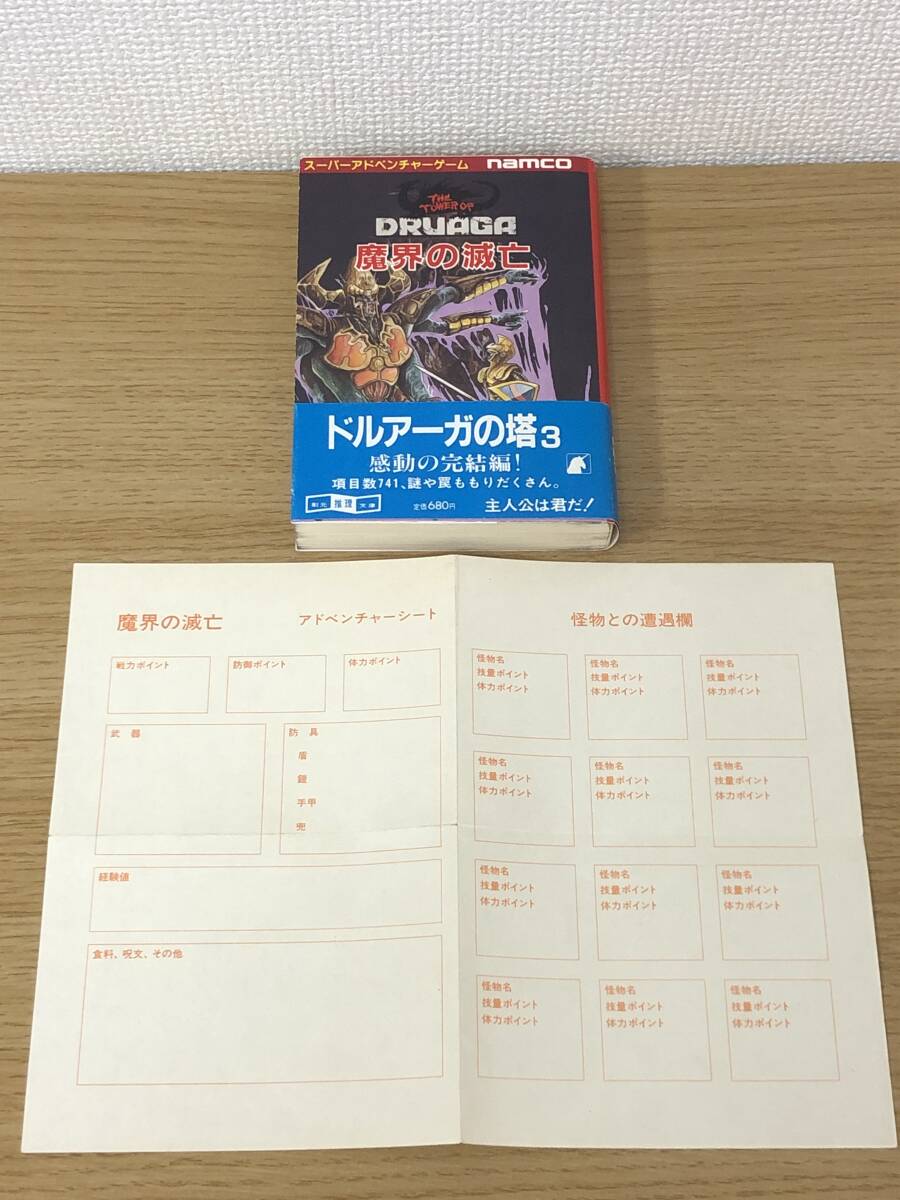 スーパーアドベンチャーゲーム namco
THE
TOWER OF
DRUAGA
魔界の滅亡
ドルアーガの塔3
感動の完結編!
項目数741、謎や罠ももりだくさん。
創元 推理 文庫 定価680円 主人公は君だ!
魔界の滅亡 アドベンチャーシート
戦力ポイント 防御ポイント 体力ポイント
武器 防具
盾
鎧
手甲
兜
経験値
食料、呪文、その他
怪物との遭遇欄
怪物名 怪物名 怪物名
技量ポイント 技量ポイント 技量ポイント
体力ポイント 体力ポイント 体力ポイント
怪物名 怪物名 怪物名
技量ポイント 技量ポイント 技量ポイント
体力ポイント 体力ポイント 体力ポイント
怪物名 怪物名 怪物名
技量ポイント 技量ポイント 技量ポイント
体力ポイント 体力ポイント 体力ポイント
怪物名 怪物名 怪物名
技量ポイント 技量ポイント 技量ポイント
体力ポイント 体力ポイント 体力ポイント